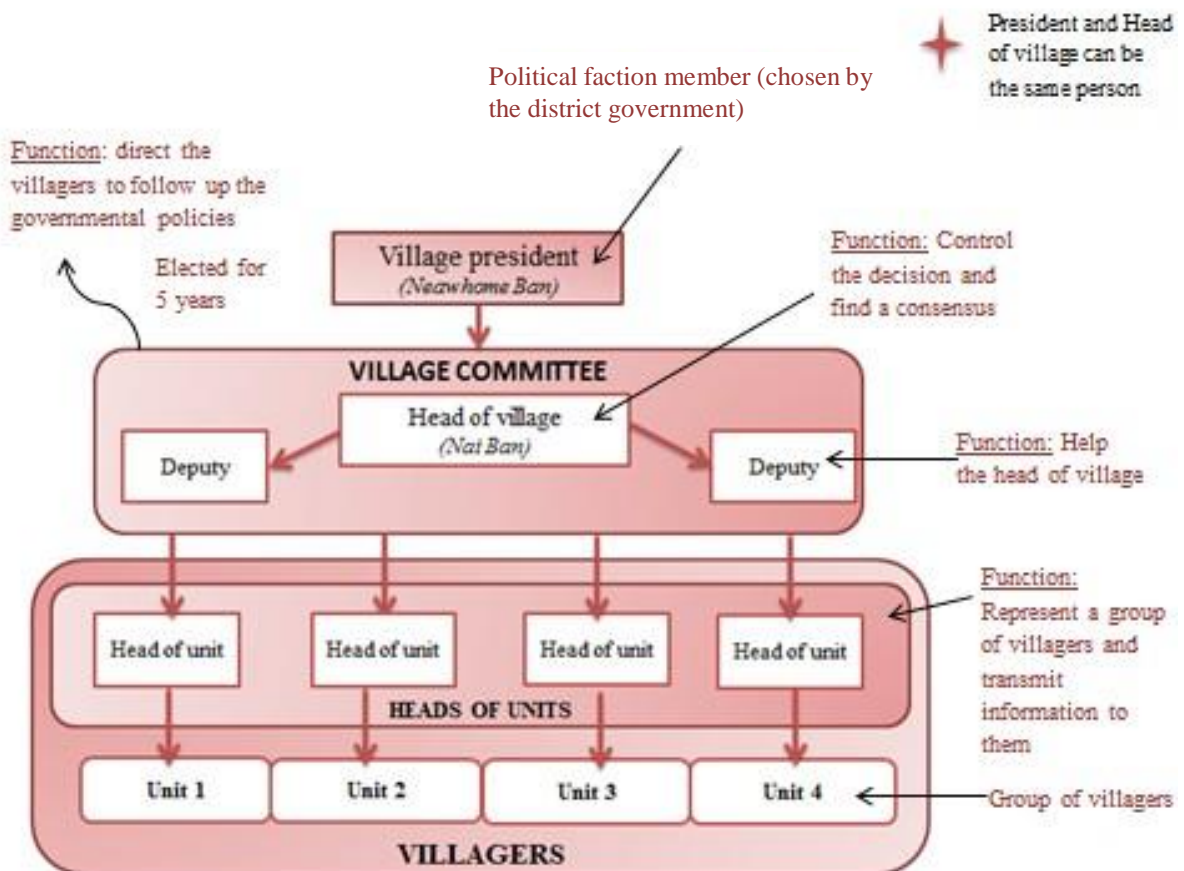 President and Head
of village can be
the same person
Political faction member (chosen by
the district government)
Function: direct the
villagers to follow up the
governmental policies
Elected for
5 years
Village president
(Neawhome Ban)
Function: Control
the decision and
find a consensus
VILLAGE COMMITTEE
Head of village
(Nat Ban)
Deputy
Deputy
Function: Help
the head of village
Function:
Represent a group
of villagers and
transmit
information to
them
Head of unit
Head of unit
Head of unit
Head of unit
HEADS OF UNITS
Unit 1
Unit 2
Unit 3
Unit 4
Group of villagers
VILLAGERS